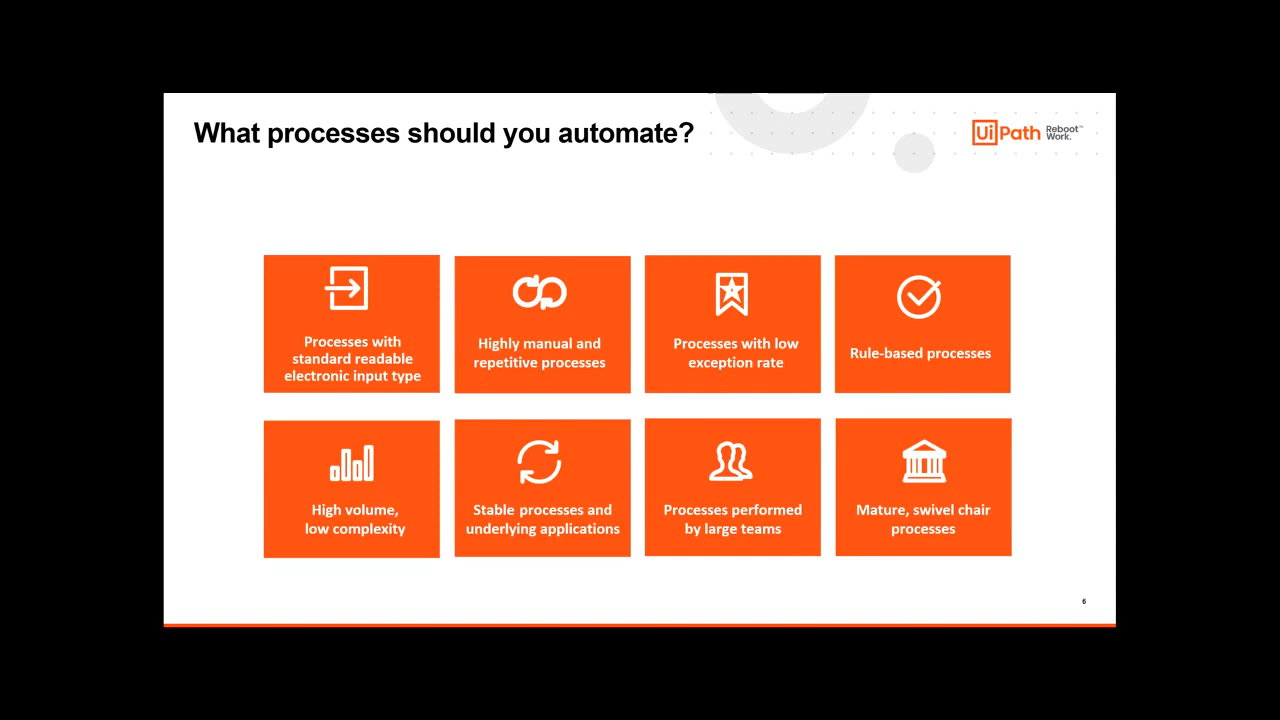 What processes should you automate?
UiPath Reboot™
Work.
Processes with
standard readable
electronic input type
Highly manual and
repetitive processes
Processes with low
exception rate
Rule-based processes
High volume,
low complexity
Stable processes and
underlying applications
Processes performed
by large teams
Mature, swivel chair
processes
6